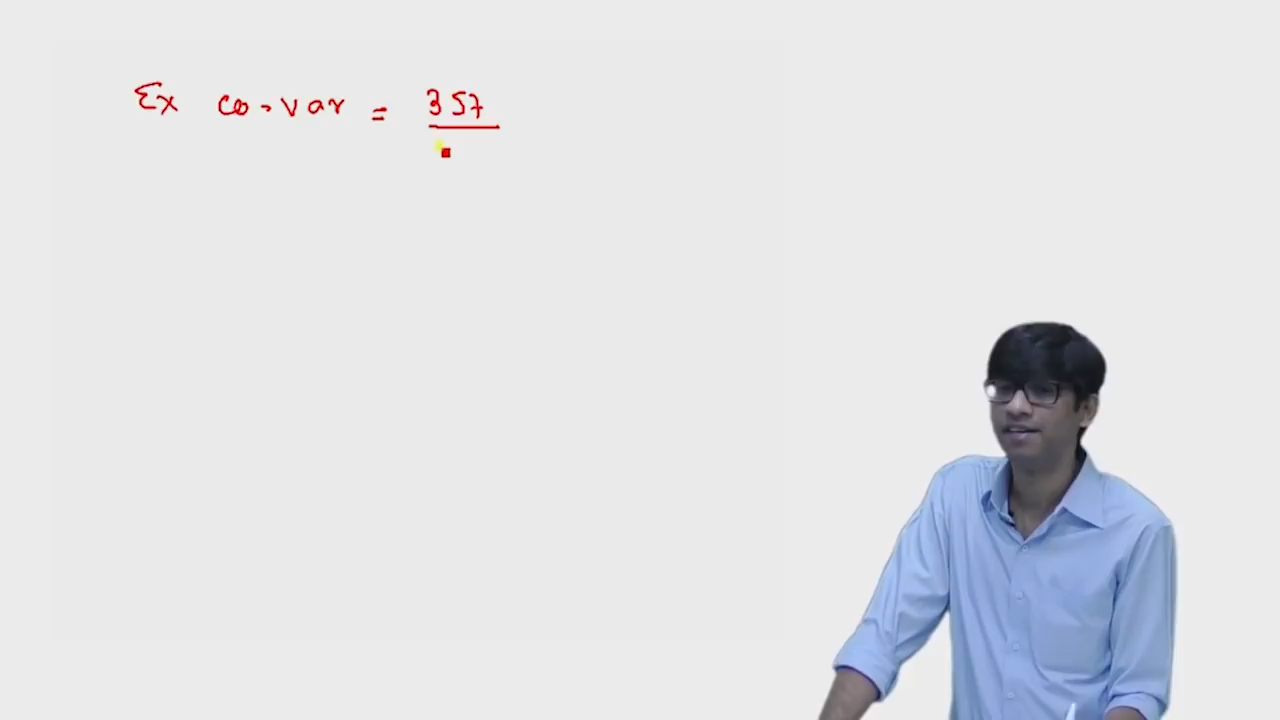 Ex co-var = 357